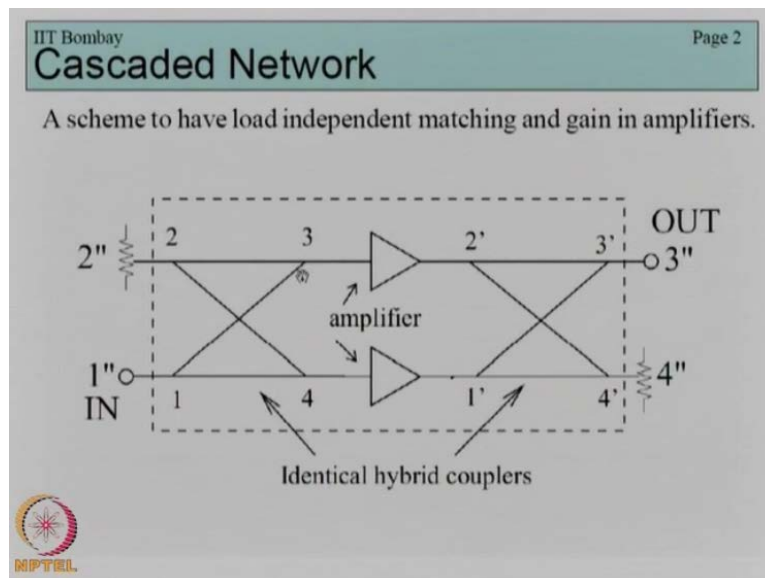 IIT Bombay
Page 2
Cascaded Network
A scheme to have load independent matching and gain in amplifiers.
OUT
2"
2
3
2'
3'
3"
amplifier
1"
IN
1
4
1'
4'
4"
Identical hybrid couplers
NPTEL